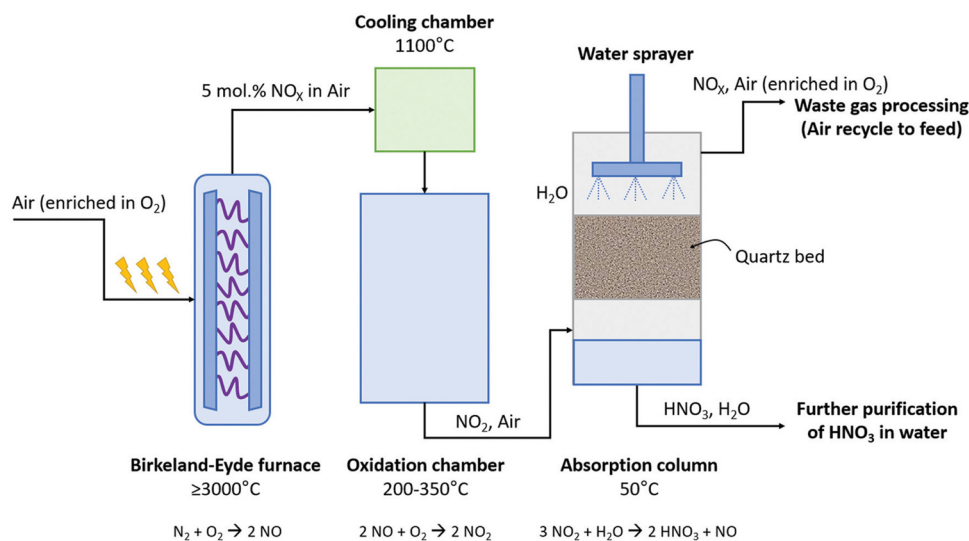 Cooling chamber
1100°C
5 mol.% NOX in Air
Air (enriched in O2)
Water sprayer
NOX, Air (enriched in O2)
Waste gas processing
(Air recycle to feed)
H2O
Quartz bed
NO2, Air
HNO3, H2O
Further purification
of HNO3 in water
Birkeland-Eyde furnace
≥3000°C
N2 + O2 → 2 NO
Oxidation chamber
200-350°C
2 NO + O2 → 2 NO2
Absorption column
50°C
3 NO2 + H2O → 2 HNO3 + NO